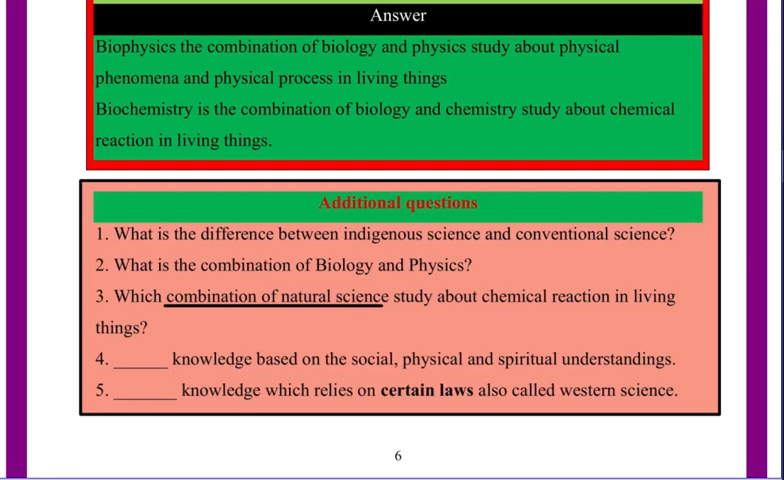 Answer
Biophysics the combination of biology and physics study about physical
phenomena and physical process in living things
Biochemistry is the combination of biology and chemistry study about chemical
reaction in living things.
Additional questions
1. What is the difference between indigenous science and conventional science?
2. What is the combination of Biology and Physics?
3. Which combination of natural science study about chemical reaction in living
things?
4. ______ knowledge based on the social, physical and spiritual understandings.
5. _______ knowledge which relies on certain laws also called western science.
6